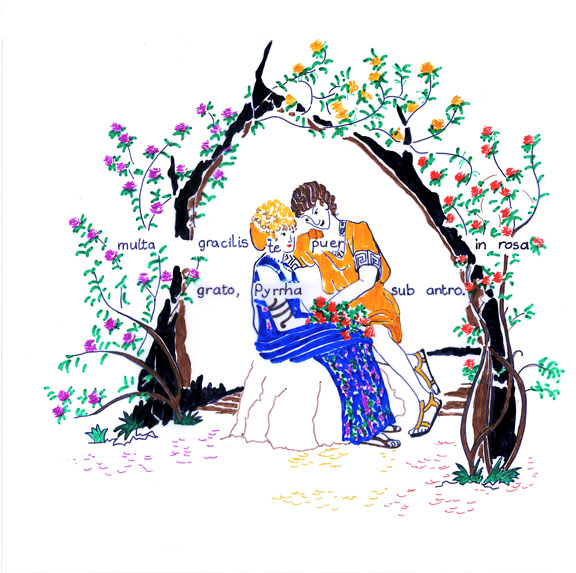 multa gracilis te puer in rosa
grato, Pyrrha sub antro.